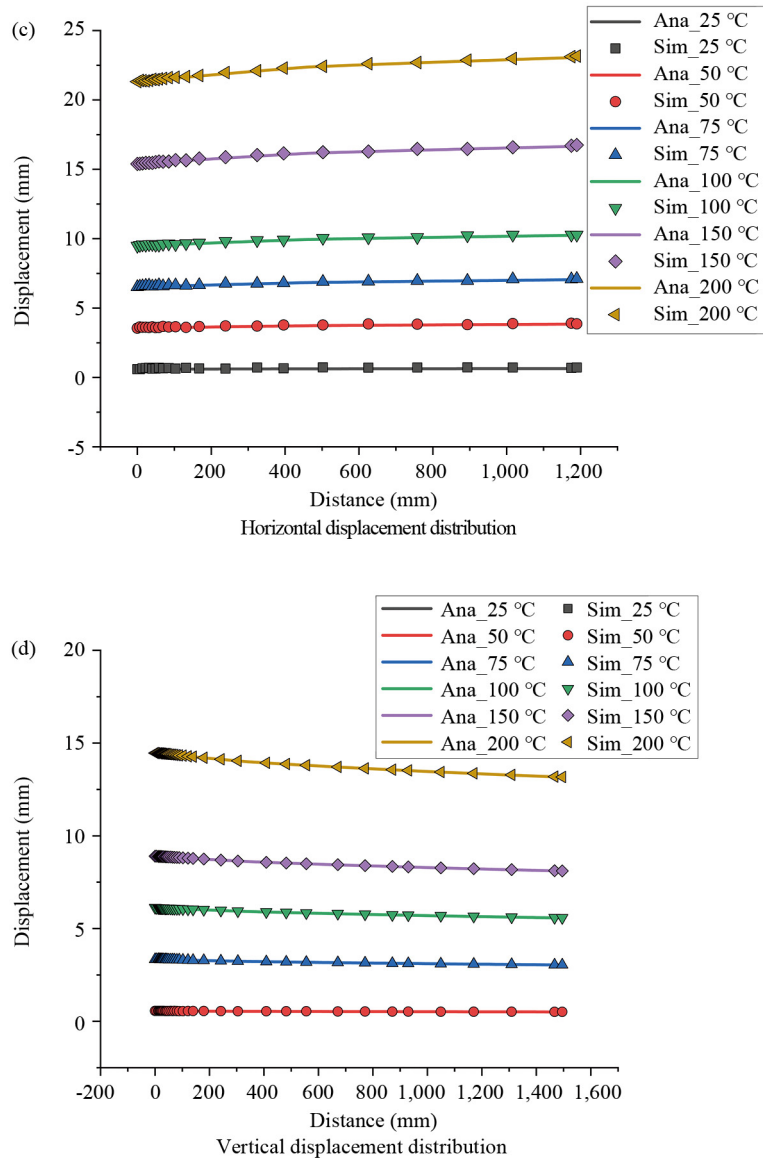 (c)
25
20
15
10
5
0
-5
Displacement (mm)
0
200
400
600
800
1,000
1,200
Distance (mm)
Horizontal displacement distribution
Ana_25 ℃
Sim_25 ℃
Ana_50 ℃
Sim_50 ℃
Ana_75 ℃
Sim_75 ℃
Ana_100 ℃
Sim_100 ℃
Ana_150 ℃
Sim_150 ℃
Ana_200 ℃
Sim_200 ℃
(d)
Ana_25 ℃ Sim_25 ℃
Ana_50 ℃ Sim_50 ℃
Ana_75 ℃ Sim_75 ℃
Ana_100 ℃ Sim_100 ℃
Ana_150 ℃ Sim_150 ℃
Ana_200 ℃ Sim_200 ℃
20
15
10
5
0
Displacement (mm)
-200
0
200
400
600
800
1,000
1,200
1,400
1,600
Distance (mm)
Vertical displacement distribution